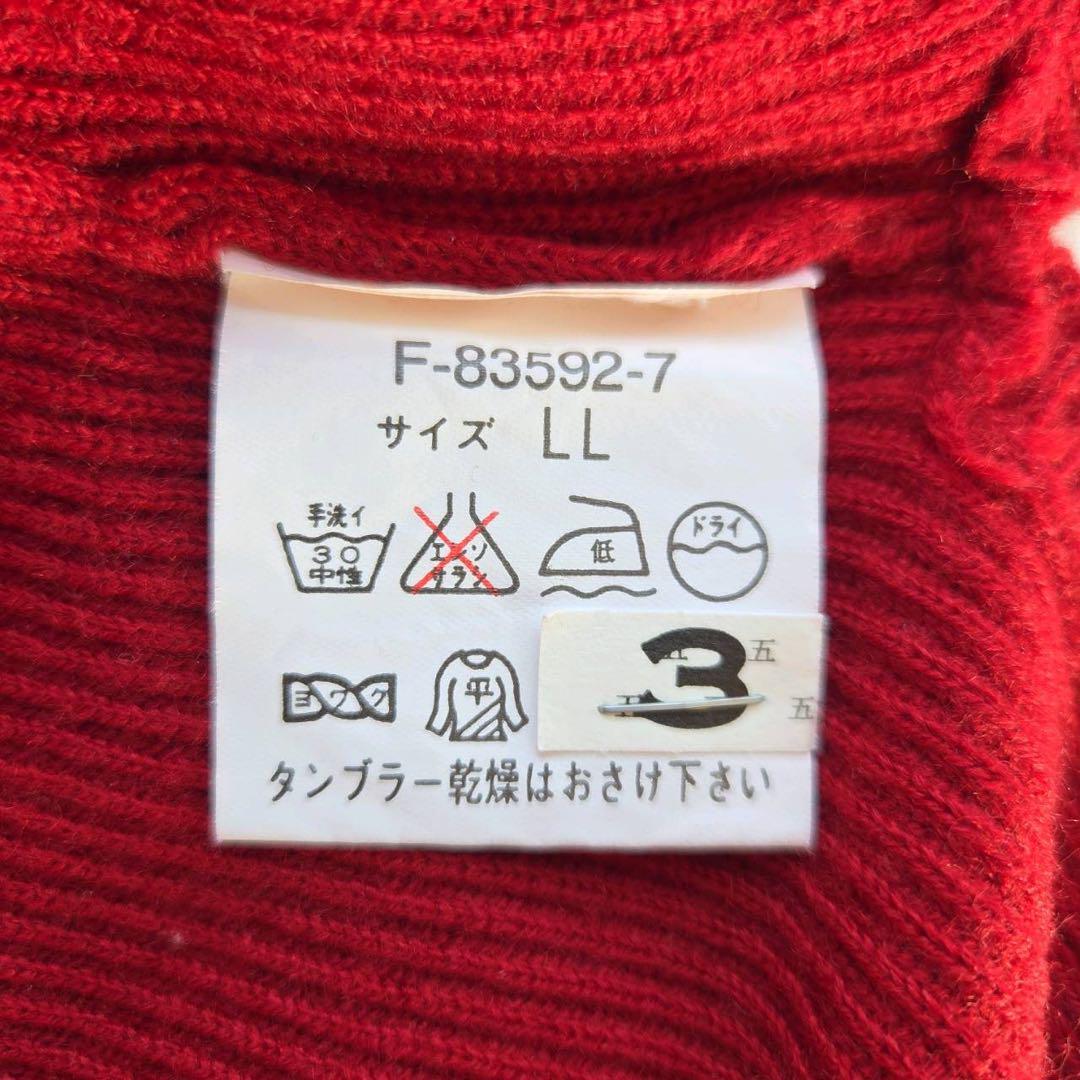 F-83592-7
サイズ LL
手洗イ
30
中性
エンソ
サラシ
低
ドライ
ヨワク
平
3
五
五
タンブラー乾燥はおさけ下さい